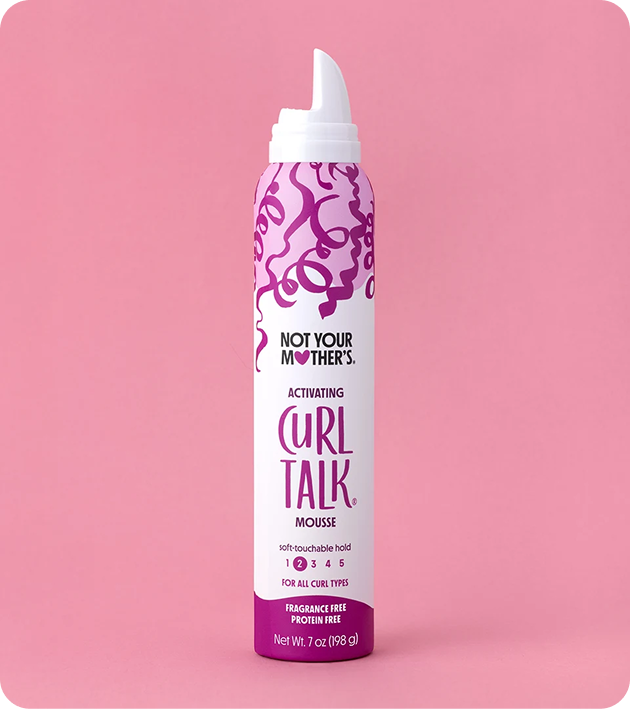 NOT YOUR
M♥THER'S®
ACTIVATING
CURL
TALK®
MOUSSE
soft-touchable hold
1 2 3 4 5
FOR ALL CURL TYPES
FRAGRANCE FREE
PROTEIN FREE
Net Wt. 7 oz (198 g)